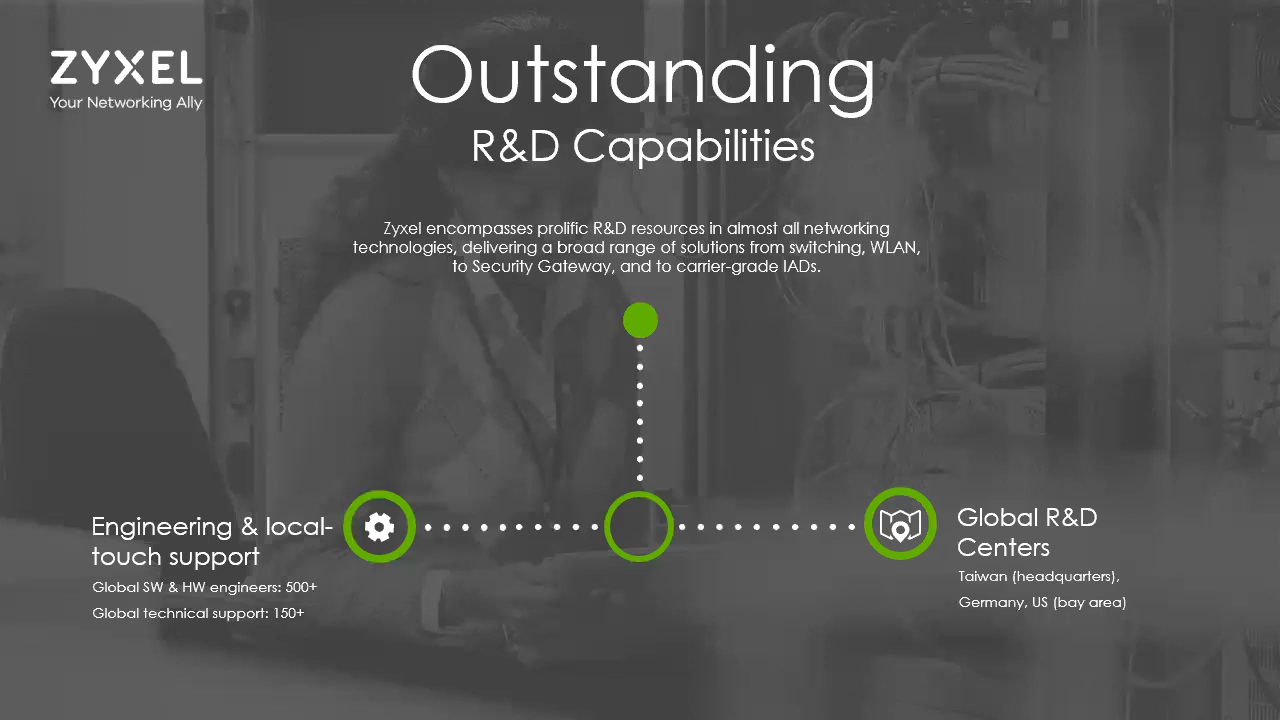 ZYXEL
Your Networking Ally
Outstanding
R&D Capabilities
Zyxel encompasses prolific R&D resources in almost all networking
technologies, delivering a broad range of solutions from switching, WLAN,
to Security Gateway, and to carrier-grade IADs.
Engineering & local-
touch support
Global SW & HW engineers: 500+
Global technical support: 150+
Global R&D
Centers
Taiwan (headquarters),
Germany, US (bay area)